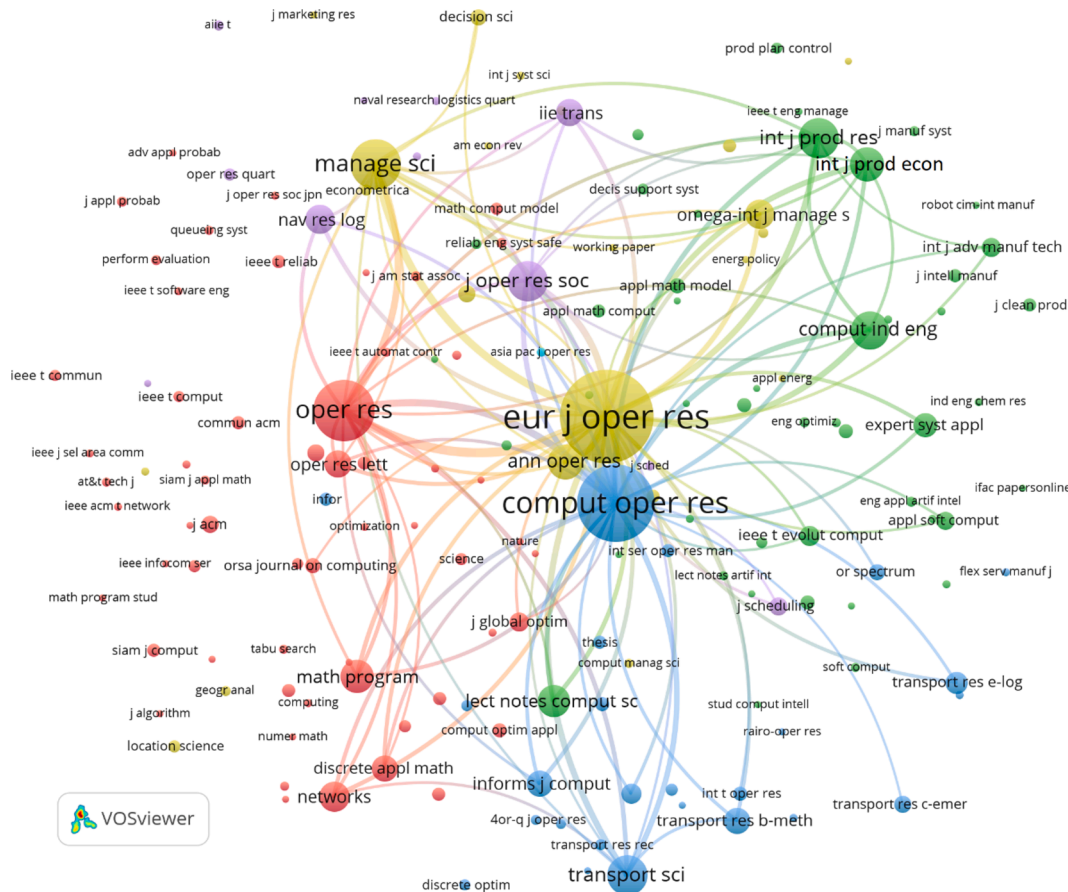 j marketing res
decision sci
aiie t
prod plan control
int j syst sci
naval research logistics quart
iie trans
ieee t eng manage
int j prod res
j manuf syst
am econ rev
adv appl probab
manage sci
int j prod econ
oper res quart
econometrica
decis support syst
j oper res soc jpn
j appl probab
math comput model
omega-int j manage s
robot cim-int manuf
nav res log
queueing syst
reliab eng syst safe
working paper
int j adv manuf tech
perform evaluation
ieee t reliab
energ policy
j am stat assoc
j oper res soc
appl math model
j intell manuf
ieee t software eng
j clean prod
appl math comput
comput ind eng
ieee t automat contr
asia pac j oper res
ieee t commun
appl energ
ieee t comput
ind eng chem res
oper res
eur j oper res
commun acm
eng optimiz
expert syst appl
ieee j sel area comm
oper res lett
ann oper res
j sched
at&t tech j
siam j appl math
ifac papersonline
infor
comput oper res
eng appl artif intel
ieee acm t network
j acm
optimization
appl soft comput
ieee t evolut comput
nature
int ser oper res man
ieee infocom ser
orsa journal on computing
science
or spectrum
lect notes artif int
flex serv manuf j
math program stud
j scheduling
j global optim
thesis
siam j comput
tabu search
comput manag sci
soft comput
math program
transport res e-log
geogr anal
computing
lect notes comput sc
stud comput intell
j algorithm
numer math
comput optim appl
rairo-oper res
location science
discrete appl math
informs j comput
networks
int t oper res
transport res c-emer
VOSviewer
4or-q j oper res
transport res b-meth
transport res rec
transport sci
discrete optim